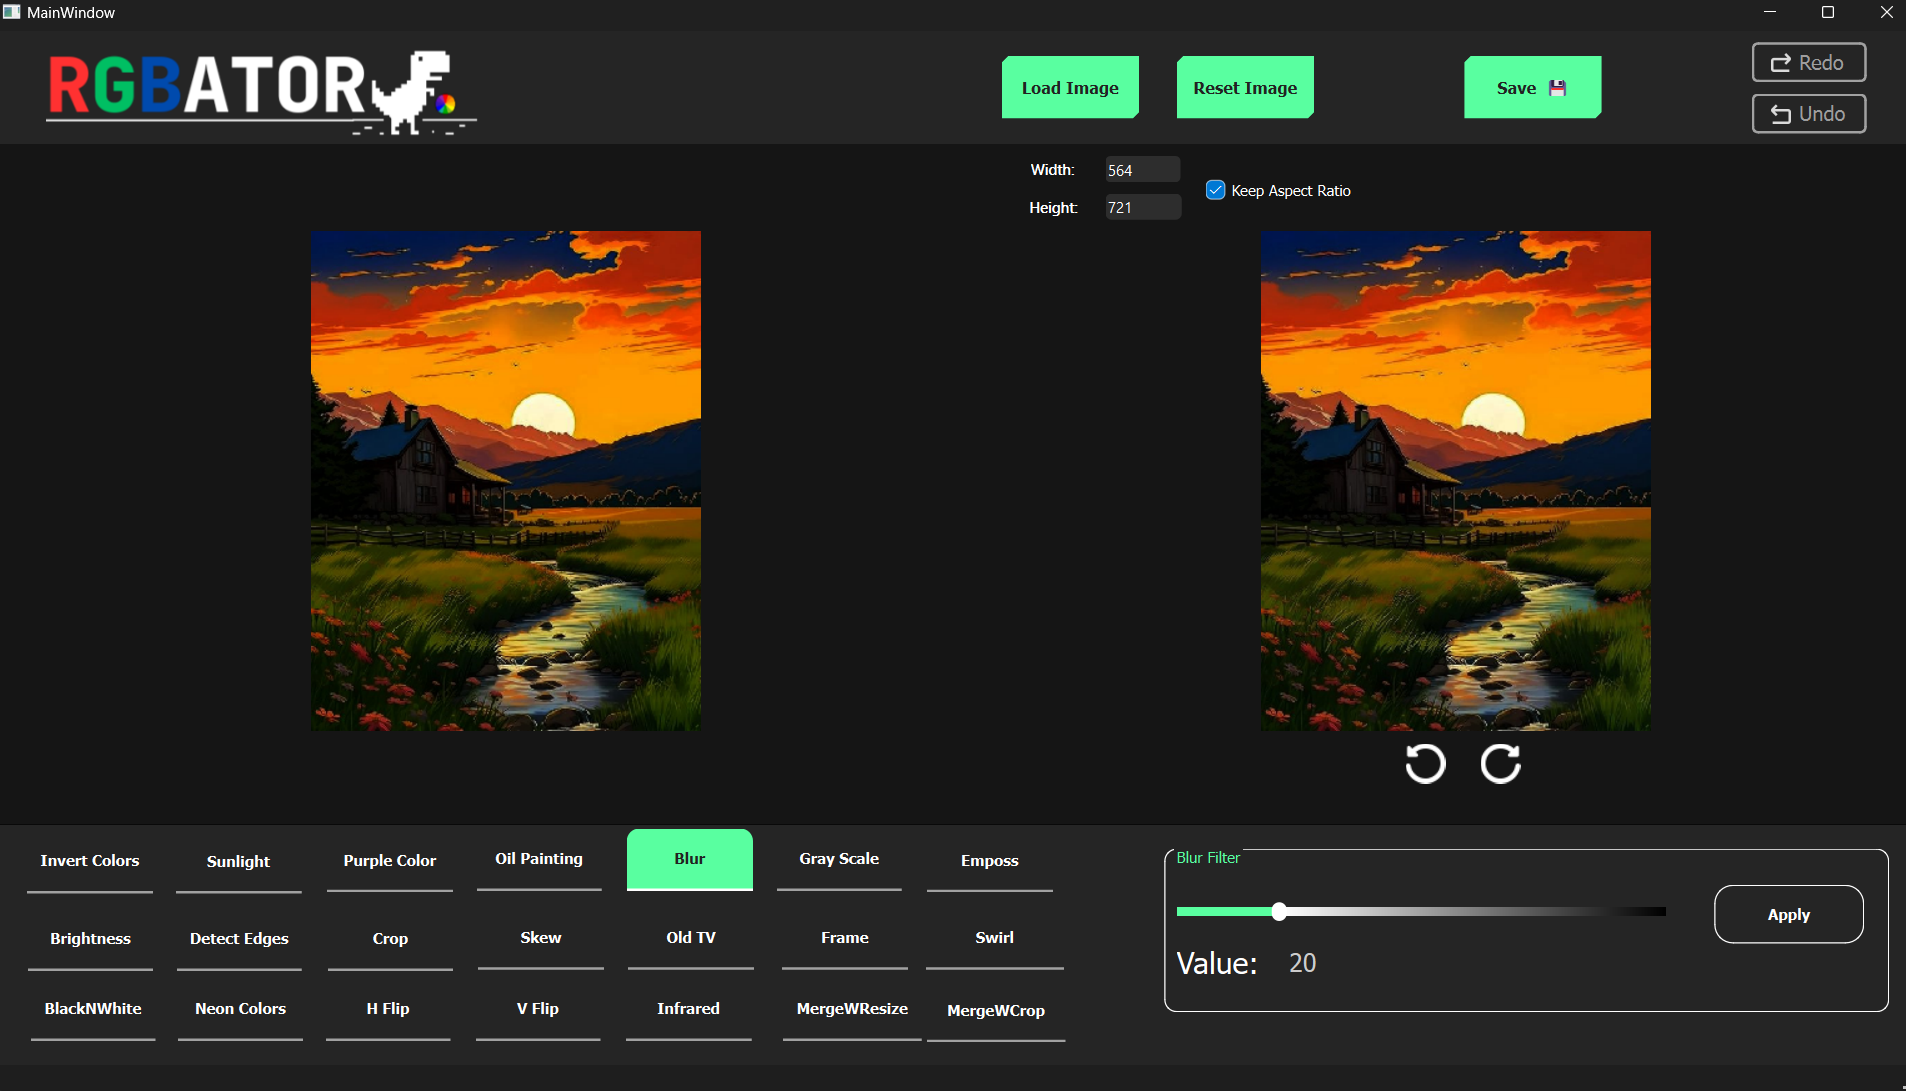 MainWindow
RGBATOR
Load Image
Reset Image
Save
Redo
Undo
Width: 564
Height: 721
Keep Aspect Ratio
Invert Colors
Sunlight
Purple Color
Oil Painting
Blur
Gray Scale
Emposs
Brightness
Detect Edges
Crop
Skew
Old TV
Frame
Swirl
BlackNWhite
Neon Colors
H Flip
V Flip
Infrared
MergeWResize
MergeWCrop
Blur Filter
Apply
Value: 20